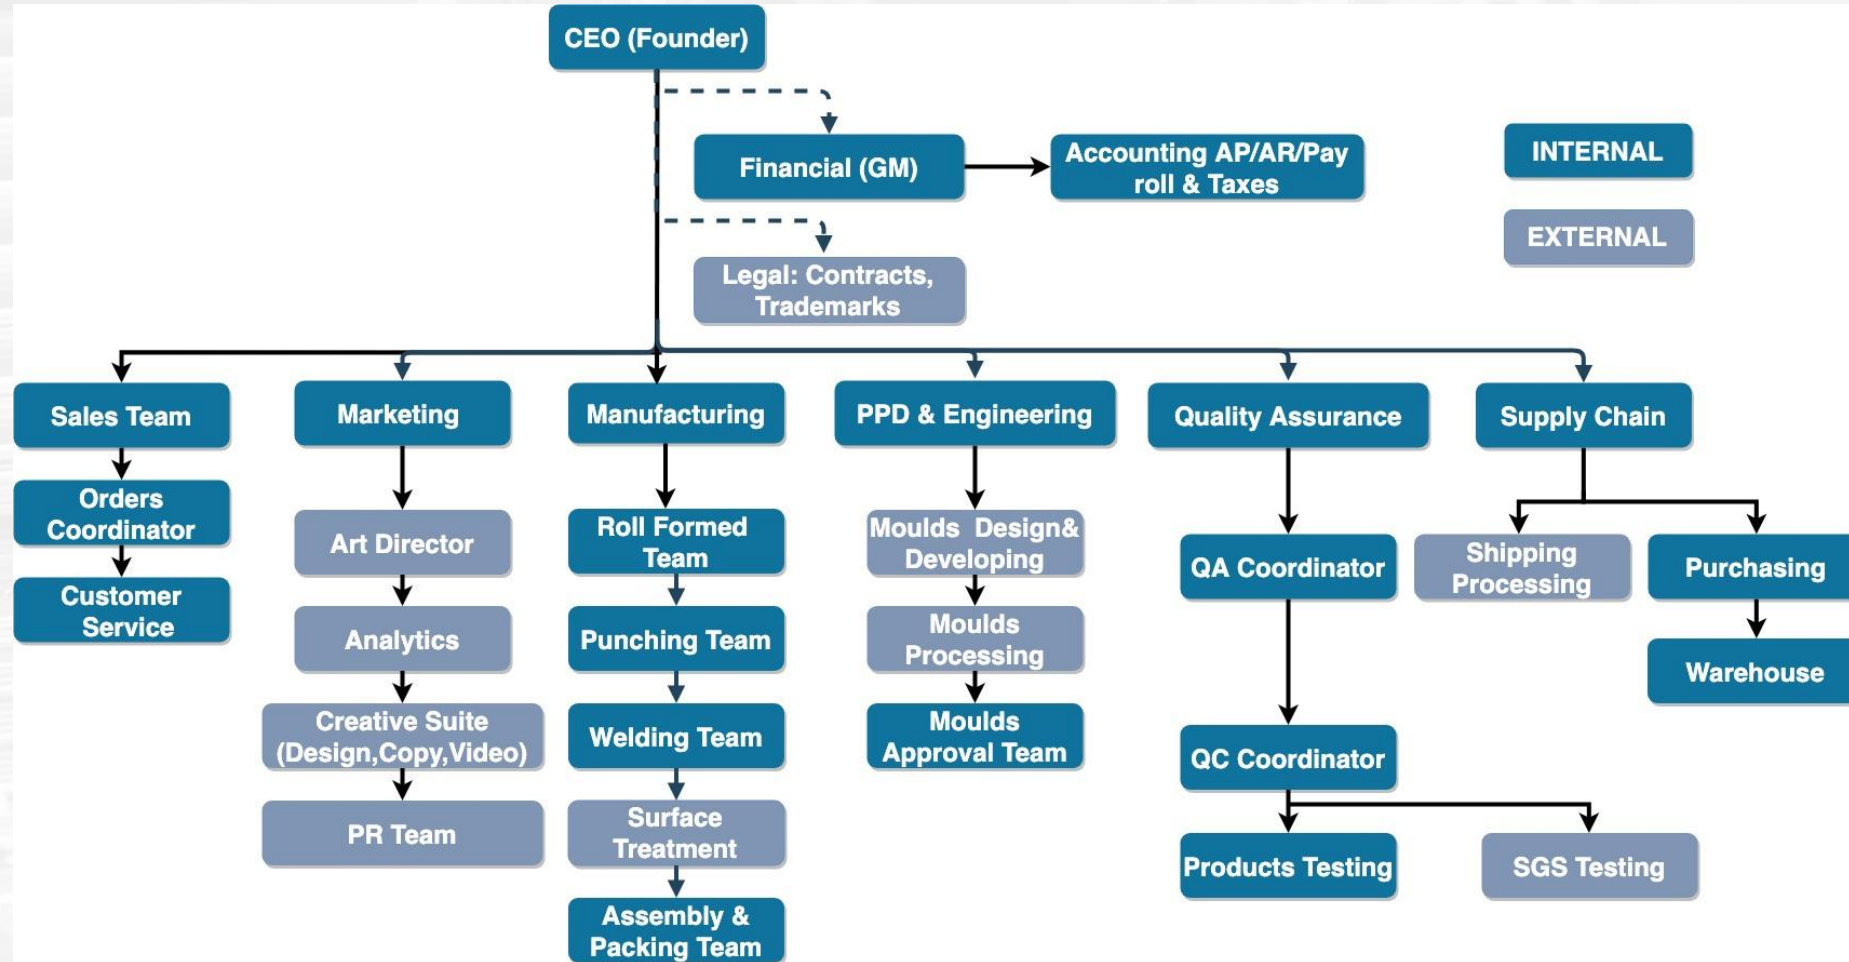 CEO (Founder)
Financial (GM)
Accounting AP/AR/Pay
roll & Taxes
INTERNAL
EXTERNAL
Legal: Contracts,
Trademarks
Sales Team
Marketing
Manufacturing
PPD & Engineering
Quality Assurance
Supply Chain
Orders
Coordinator
Customer
Service
Art Director
Analytics
Creative Suite
(Design,Copy,Video)
PR Team
Roll Formed
Team
Punching Team
Welding Team
Surface
Treatment
Assembly &
Packing Team
Moulds Design&
Developing
Moulds
Processing
Moulds
Approval Team
QA Coordinator
QC Coordinator
Products Testing
SGS Testing
Shipping
Processing
Purchasing
Warehouse